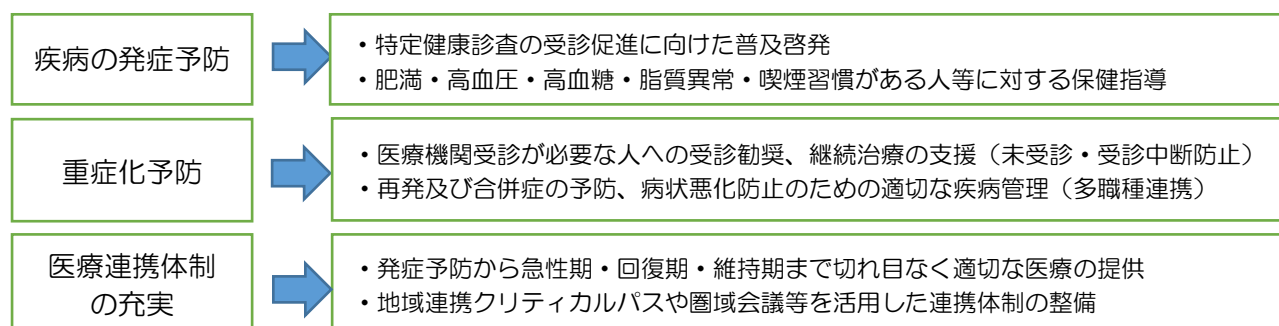 疾病の発症予防
・特定健康診査の受診促進に向けた普及啓発
・肥満・高血圧・高血糖・脂質異常・喫煙習慣がある人等に対する保健指導
重症化予防
・医療機関受診が必要な人への受診勧奨、継続治療の支援（未受診・受診中断防止）
・再発及び合併症の予防、病状悪化防止のための適切な疾病管理（多職種連携）
医療連携体制
の充実
・発症予防から急性期・回復期・維持期まで切れ目なく適切な医療の提供
・地域連携クリティカルパスや圏域会議等を活用した連携体制の整備